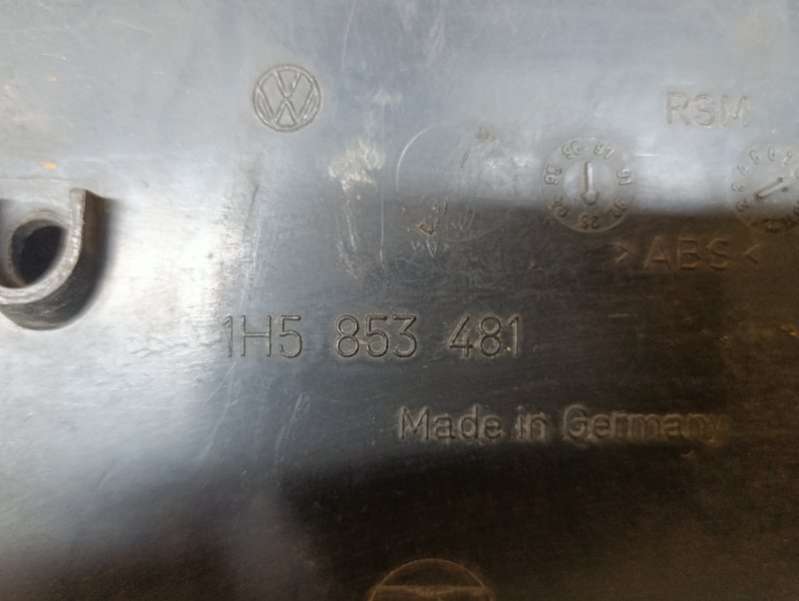 RSM
>ABS<
1H5 853 481
Made in Germany